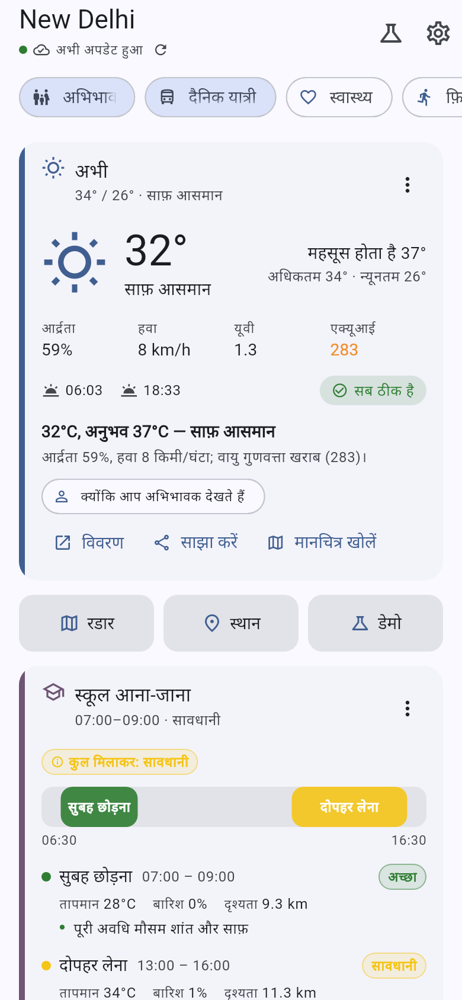 New Delhi
अभी अपडेट हुआ
दैनिक यात्री
स्वास्थ्य
अभी
34° / 26° · साफ़ आसमान
32°
साफ़ आसमान
महसूस होता है 37°
अधिकतम 34° · न्यूनतम 26°
आर्द्रता हवा यूवी एक्यूआई
59% 8 km/h 1.3 283
06:03 18:33 सब ठीक है
32°C, अनुभव 37°C — साफ़ आसमान
आर्द्रता 59%, हवा 8 किमी/घंटा; वायु गुणवत्ता खराब (283)।
क्योंकि आप अभिभावक देखते हैं
विवरण साझा करें मानचित्र खोलें
रडार स्थान डेमो
स्कूल आना-जाना
07:00–09:00 · सावधानी
कुल मिलाकर: सावधानी
सुबह छोड़ना दोपहर लेना
06:30 16:30
सुबह छोड़ना 07:00 – 09:00 अच्छा
तापमान 28°C बारिश 0% दृश्यता 9.3 km
पूरी अवधि मौसम शांत और साफ़
दोपहर लेना 13:00 – 16:00 सावधानी
तापमान 34°C बारिश 1% दृश्यता 11.3 km